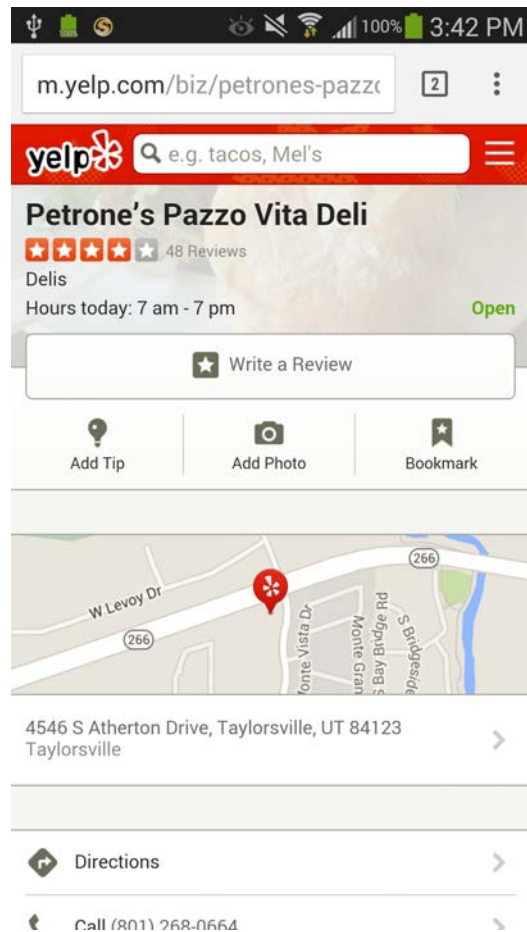 100% 3:42 PM
m.yelp.com/biz/petrones-pazzo
2
yelp e.g. tacos, Mel's
Petrone's Pazzo Vita Deli
48 Reviews
Delis
Hours today: 7 am - 7 pm Open
Write a Review
Add Tip Add Photo Bookmark
266
W Levoy Dr
266
onte Vista Dr
Monte Gran
S Bay Bridge Rd
S Bridgeside
4546 S Atherton Drive, Taylorsville, UT 84123
Taylorsville
Directions
Call (801) 268-0664